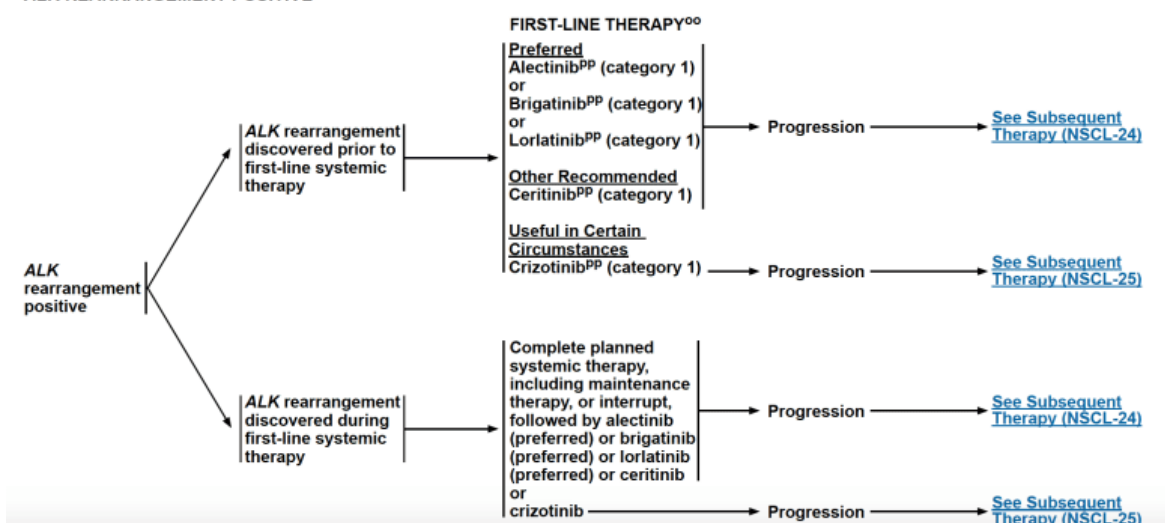 FIRST-LINE THERAPYoo
Preferred
Alectinibpp (category 1)
or
Brigatinibpp (category 1)
or
Lorlatinibpp (category 1)
Other Recommended
Ceritinibpp (category 1)
Useful in Certain
Circumstances
Crizotinibpp (category 1)
ALK rearrangement
discovered prior to
first-line systemic
therapy
Progression
See Subsequent
Therapy (NSCL-24)
Progression
See Subsequent
Therapy (NSCL-25)
ALK
rearrangement
positive
ALK rearrangement
discovered during
first-line systemic
therapy
Complete planned
systemic therapy,
including maintenance
therapy, or interrupt,
followed by alectinib
(preferred) or brigatinib
(preferred) or lorlatinib
(preferred) or ceritinib
or
crizotinib
Progression
See Subsequent
Therapy (NSCL-24)
Progression
See Subsequent
Therapy (NSCL-25)